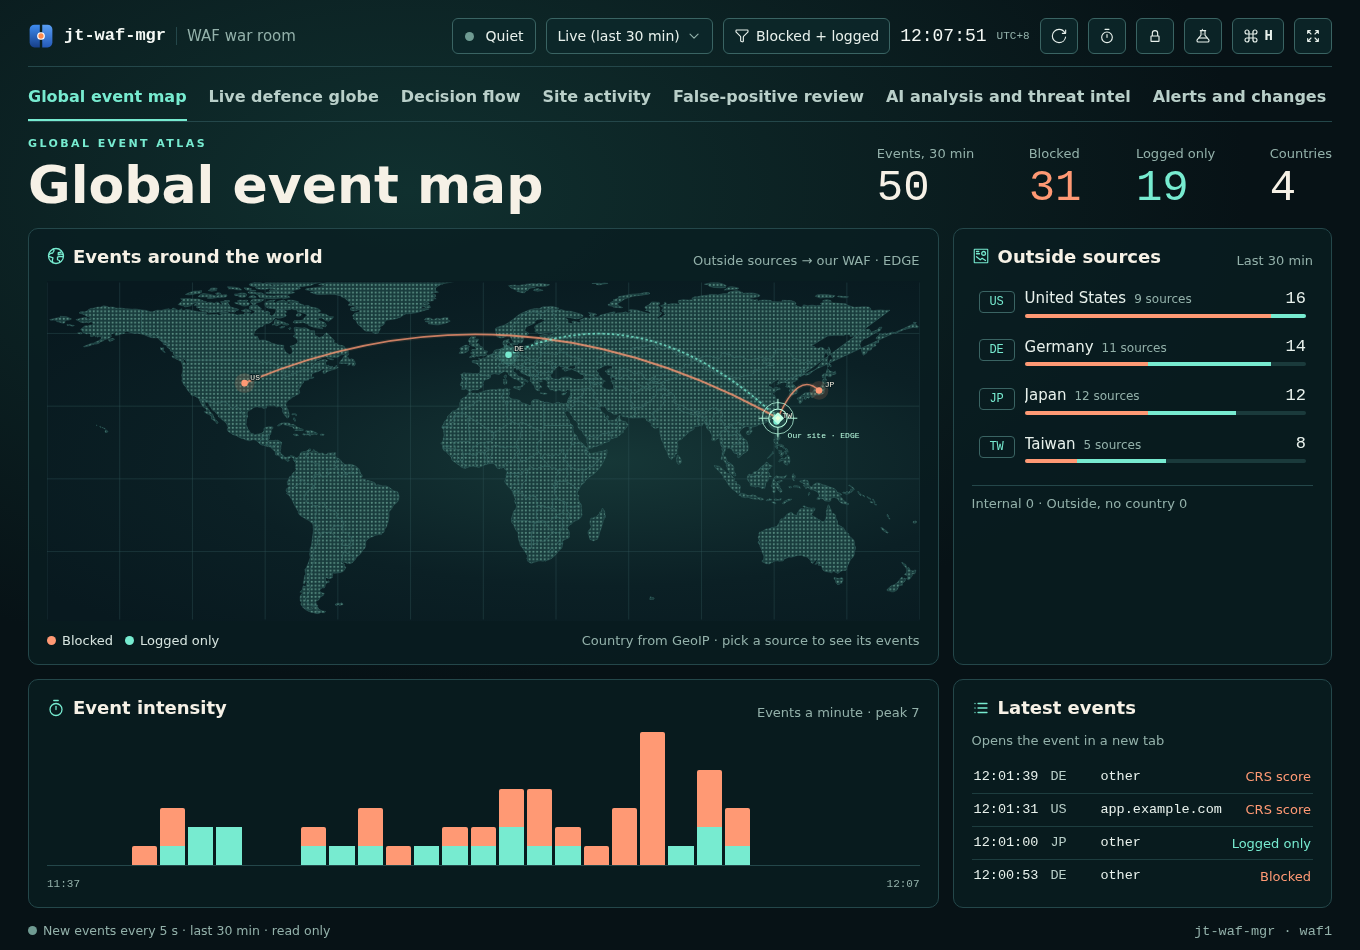 jt-waf-mgr
WAF war room
Quiet
Live (last 30 min)
Blocked + logged
12:07:51 UTC+8
⌘ H
Global event map
Live defence globe
Decision flow
Site activity
False-positive review
AI analysis and threat intel
Alerts and changes
GLOBAL EVENT ATLAS
Global event map
Events, 30 min
50
Blocked
31
Logged only
19
Countries
4
Events around the world
Outside sources → our WAF · EDGE
US
DE
JP
Our site · EDGE
Blocked
Logged only
Country from GeoIP · pick a source to see its events
Outside sources
Last 30 min
US United States 9 sources 16
DE Germany 11 sources 14
JP Japan 12 sources 12
TW Taiwan 5 sources 8
Internal 0 · Outside, no country 0
Event intensity
Events a minute · peak 7
11:37
12:07
Latest events
Opens the event in a new tab
12:01:39 DE other CRS score
12:01:31 US app.example.com CRS score
12:01:00 JP other Logged only
12:00:53 DE other Blocked
New events every 5 s · last 30 min · read only
jt-waf-mgr · waf1